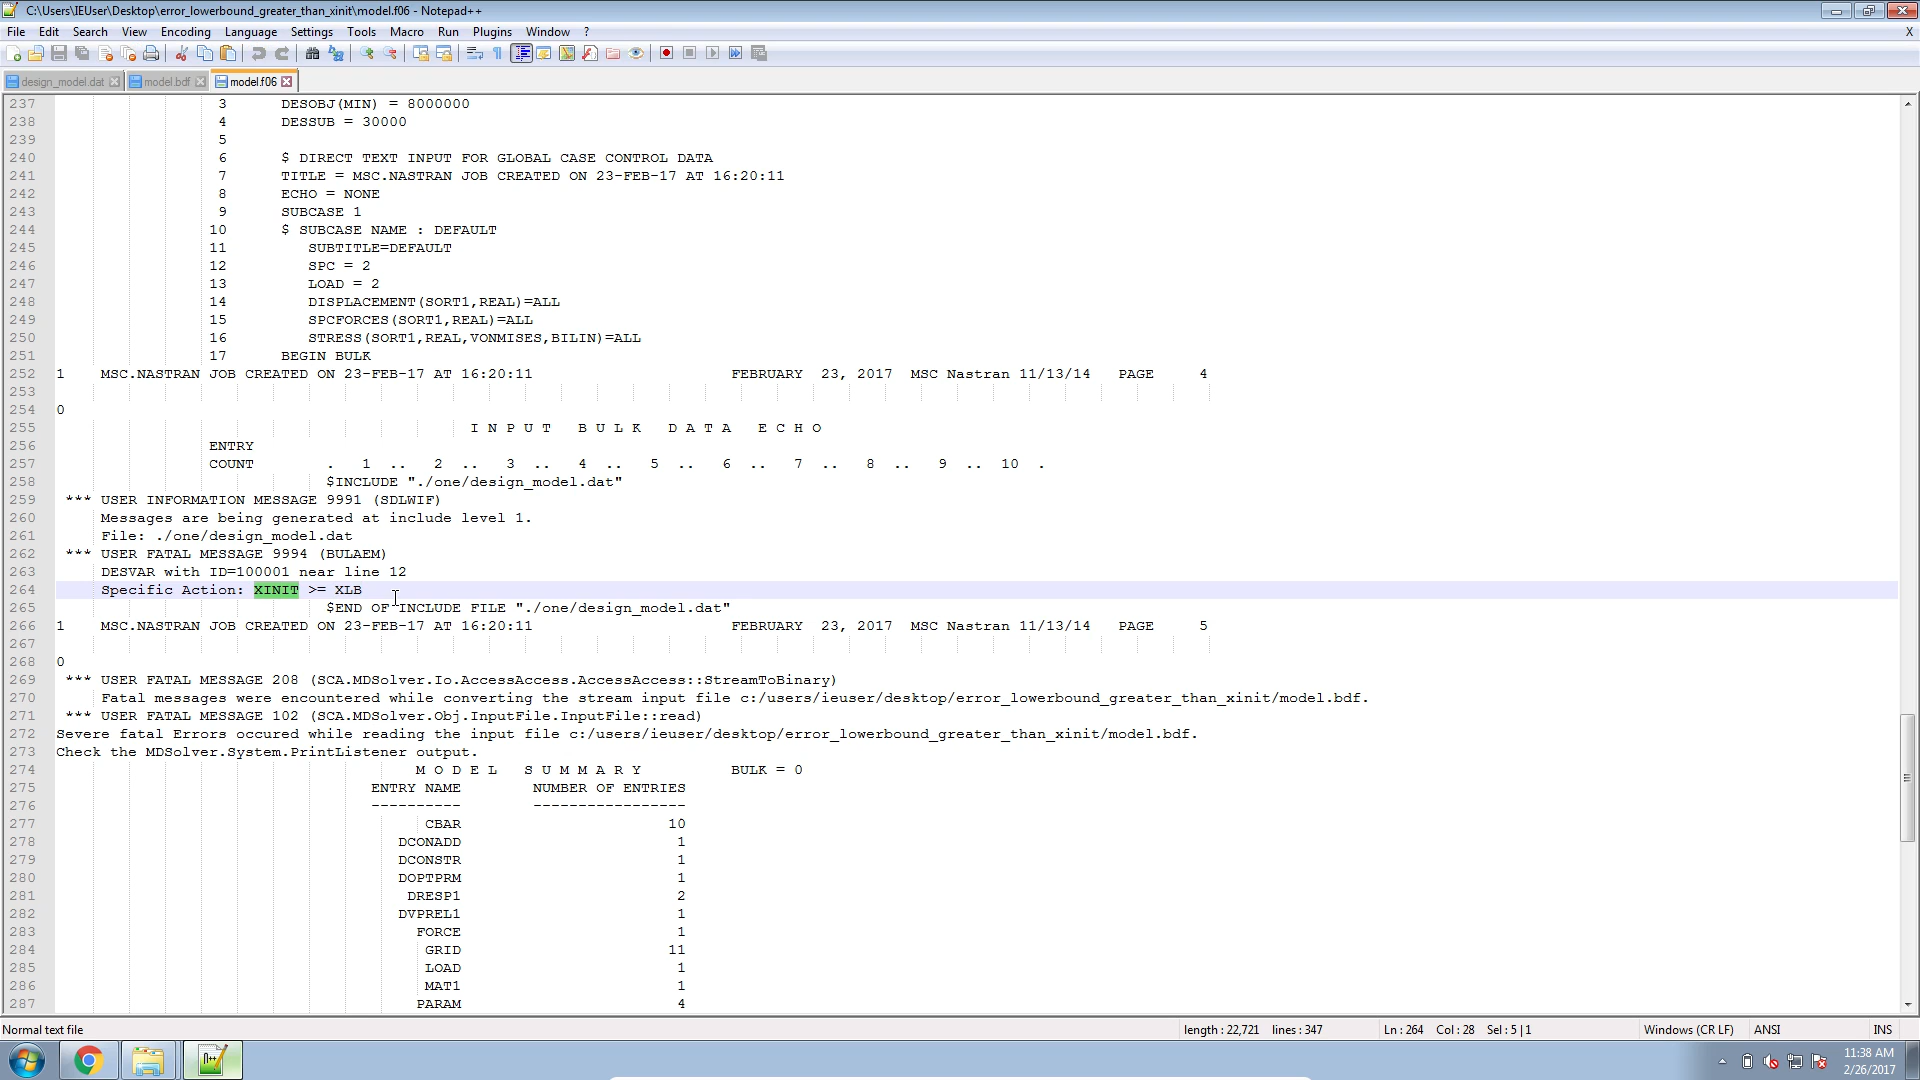 C:\Users\IEUser\Desktop\error_lowerbound_greater_than_xinit\model.f06 - Notepad++
File Edit Search View Encoding Language Settings Tools Macro Run Plugins Window ? X
design_model.dat model.bdf model.f06
237 3 DESOBJ(MIN) = 8000000
238 4 DESSUB = 30000
239 5
240 6 $ DIRECT TEXT INPUT FOR GLOBAL CASE CONTROL DATA
241 7 TITLE = MSC.NASTRAN JOB CREATED ON 23-FEB-17 AT 16:20:11
242 8 ECHO = NONE
243 9 SUBCASE 1
244 10 $ SUBCASE NAME : DEFAULT
245 11 SUBTITLE=DEFAULT
246 12 SPC = 2
247 13 LOAD = 2
248 14 DISPLACEMENT(SORT1,REAL)=ALL
249 15 SPCFORCES(SORT1,REAL)=ALL
250 16 STRESS(SORT1,REAL,VONMISES,BILIN)=ALL
251 17 BEGIN BULK
252 1 MSC.NASTRAN JOB CREATED ON 23-FEB-17 AT 16:20:11 FEBRUARY 23, 2017 MSC Nastran 11/13/14 PAGE 4
253
254 0
255 I N P U T B U L K D A T A E C H O
256 ENTRY
257 COUNT . 1 .. 2 .. 3 .. 4 .. 5 .. 6 .. 7 .. 8 .. 9 .. 10 .
258 $INCLUDE "./one/design_model.dat"
259 *** USER INFORMATION MESSAGE 9991 (SDLWIF)
260 Messages are being generated at include level 1.
261 File: ./one/design_model.dat
262 *** USER FATAL MESSAGE 9994 (BULAEM)
263 DESVAR with ID=100001 near line 12
264 Specific Action: XINIT >= XLB
265 $END OF INCLUDE FILE "./one/design_model.dat"
266 1 MSC.NASTRAN JOB CREATED ON 23-FEB-17 AT 16:20:11 FEBRUARY 23, 2017 MSC Nastran 11/13/14 PAGE 5
267
268 0
269 *** USER FATAL MESSAGE 208 (SCA.MDSolver.Io.AccessAccess.AccessAccess::StreamToBinary)
270 Fatal messages were encountered while converting the stream input file c:/users/ieuser/desktop/error_lowerbound_greater_than_xinit/model.bdf.
271 *** USER FATAL MESSAGE 102 (SCA.MDSolver.Obj.InputFile.InputFile::read)
272 Severe fatal Errors occured while reading the input file c:/users/ieuser/desktop/error_lowerbound_greater_than_xinit/model.bdf.
273 Check the MDSolver.System.PrintListener output.
274 M O D E L S U M M A R Y BULK = 0
275 ENTRY NAME NUMBER OF ENTRIES
276 ---------- -----------------
277 CBAR 10
278 DCONADD 1
279 DCONSTR 1
280 DOPTPRM 1
281 DRESP1 2
282 DVPREL1 1
283 FORCE 1
284 GRID 11
285 LOAD 1
286 MAT1 1
287 PARAM 4
Normal text file length : 22,721 lines : 347 Ln : 264 Col : 28 Sel : 5 | 1 Windows (CR LF) ANSI INS
11:38 AM
2/26/2017